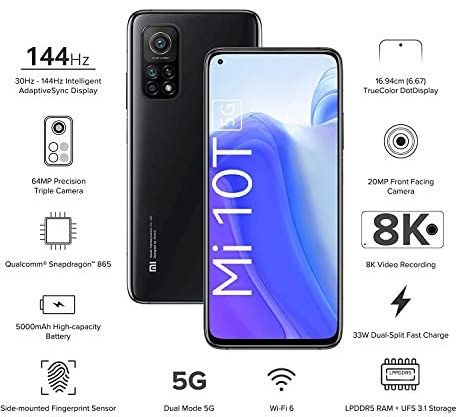 144Hz
30Hz - 144Hz Intelligent
AdaptiveSync Display
64MP Precision
Triple Camera
Qualcomm® Snapdragon™ 865
5000mAh High-capacity
Battery
Side-mounted Fingerprint Sensor
mi
Mi 10T 5G
5G
Dual Mode 5G
Wi-Fi 6
16.94cm (6.67)
TrueColor DotDisplay
20MP Front Facing
Camera
8K
8K Video Recording
33W Dual-Split Fast Charge
LPDDR5
LPDDR5 RAM + UFS 3.1 Storage